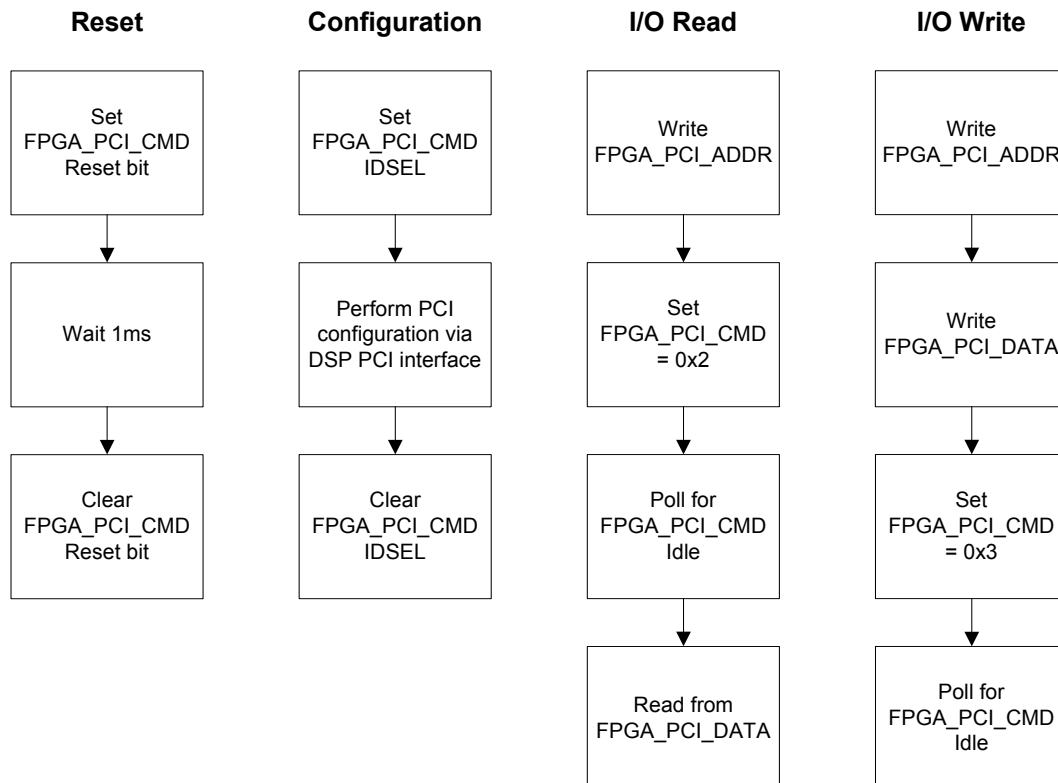 Reset
Set
FPGA_PCI_CMD
Reset bit
Wait 1ms
Clear
FPGA_PCI_CMD
Reset bit
Configuration
Set
FPGA_PCI_CMD
IDSEL
Perform PCI
configuration via
DSP PCI interface
Clear
FPGA_PCI_CMD
IDSEL
I/O Read
Write
FPGA_PCI_ADDR
Set
FPGA_PCI_CMD
= 0x2
Poll for
FPGA_PCI_CMD
Idle
Read from
FPGA_PCI_DATA
I/O Write
Write
FPGA_PCI_ADDR
Write
FPGA_PCI_DATA
Set
FPGA_PCI_CMD
= 0x3
Poll for
FPGA_PCI_CMD
Idle